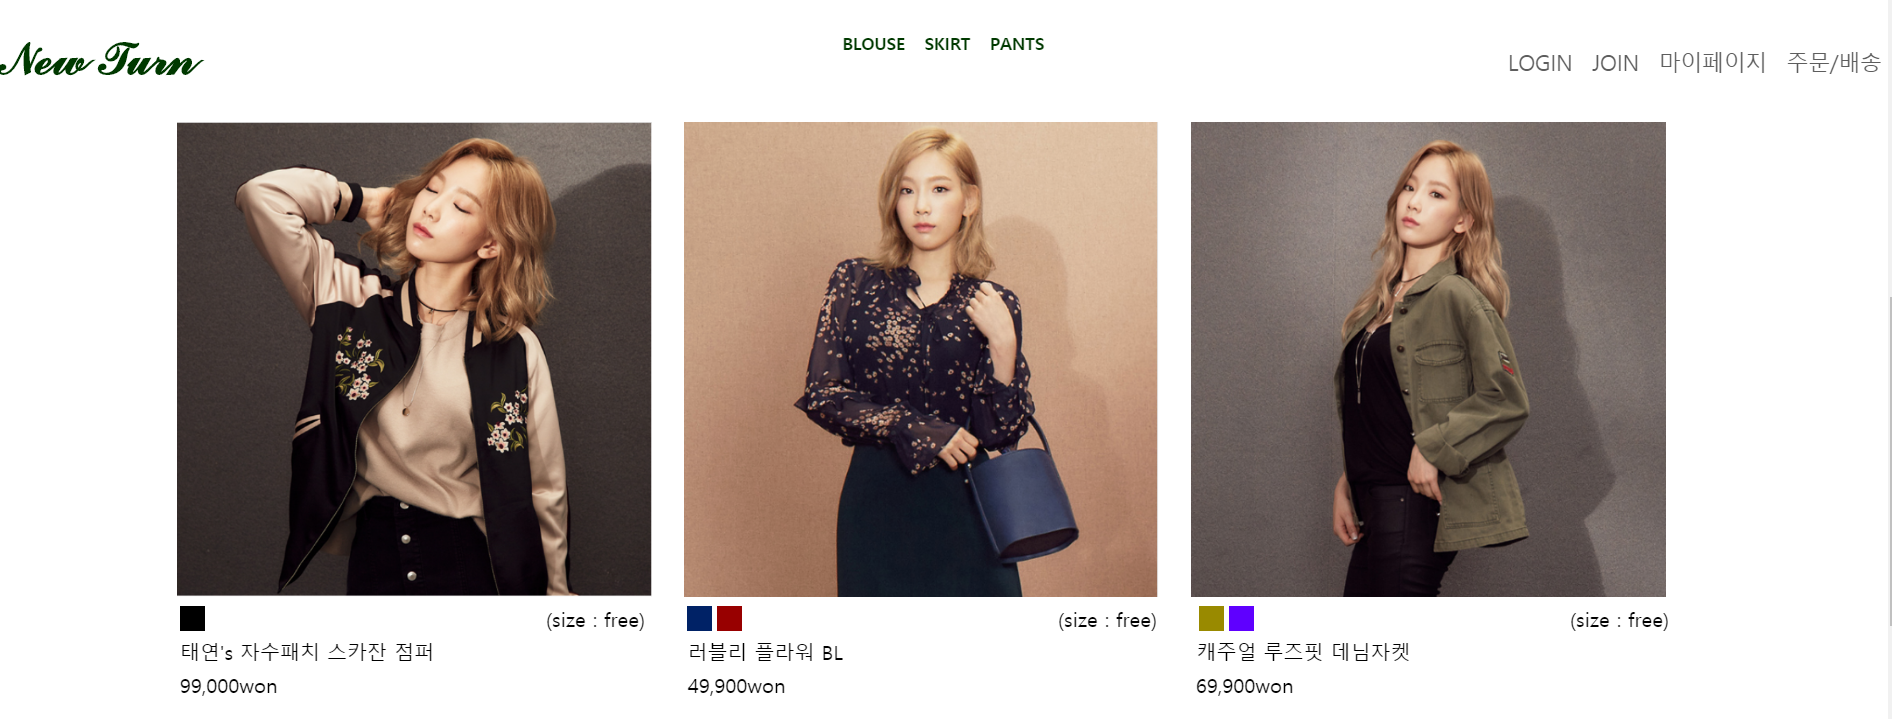 New Turn
BLOUSE SKIRT PANTS
LOGIN JOIN 마이페이지 주문/배송
(size : free)
태연's 자수패치 스카잔 점퍼
99,000won
(size : free)
러블리 플라워 BL
49,900won
(size : free)
캐주얼 루즈핏 데님자켓
69,900won